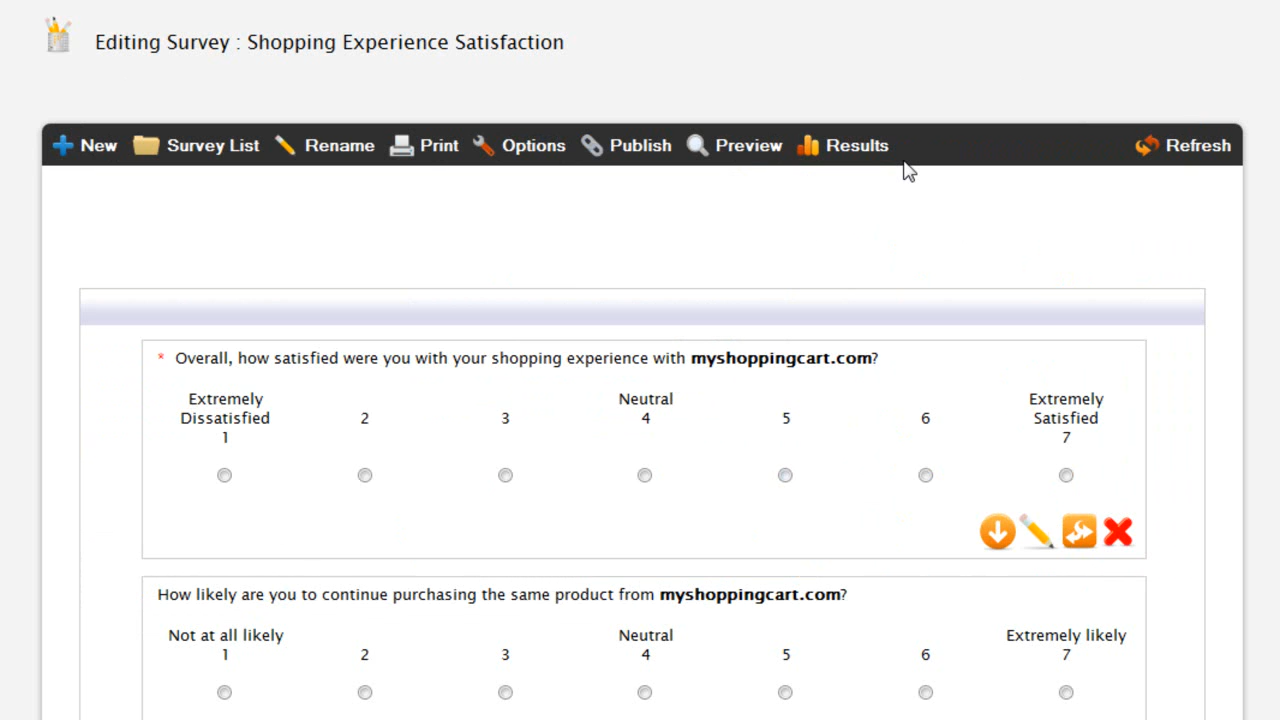 Editing Survey : Shopping Experience Satisfaction
New Survey List Rename Print Options Publish Preview Results Refresh
* Overall, how satisfied were you with your shopping experience with myshoppingcart.com?
Extremely Neutral Extremely
Dissatisfied 2 3 4 5 6 Satisfied
1 7
How likely are you to continue purchasing the same product from myshoppingcart.com?
Not at all likely Neutral Extremely likely
1 2 3 4 5 6 7